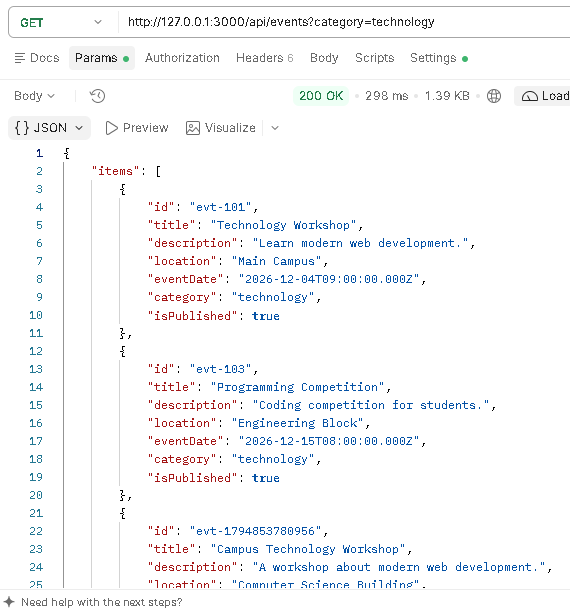 GET http://127.0.0.1:3000/api/events?category=technology
Docs Params Authorization Headers 6 Body Scripts Settings
Body 200 OK 298 ms 1.39 KB Load
{} JSON Preview Visualize
1 {
2 "items": [
3 {
4 "id": "evt-101",
5 "title": "Technology Workshop",
6 "description": "Learn modern web development.",
7 "location": "Main Campus",
8 "eventDate": "2026-12-04T09:00:00.000Z",
9 "category": "technology",
10 "isPublished": true
11 },
12 {
13 "id": "evt-103",
14 "title": "Programming Competition",
15 "description": "Coding competition for students.",
16 "location": "Engineering Block",
17 "eventDate": "2026-12-15T08:00:00.000Z",
18 "category": "technology",
19 "isPublished": true
20 },
21 {
22 "id": "evt-1794853780956",
23 "title": "Campus Technology Workshop",
24 "description": "A workshop about modern web development.",
25 "location": "Computer Science Building",
Need help with the next steps?